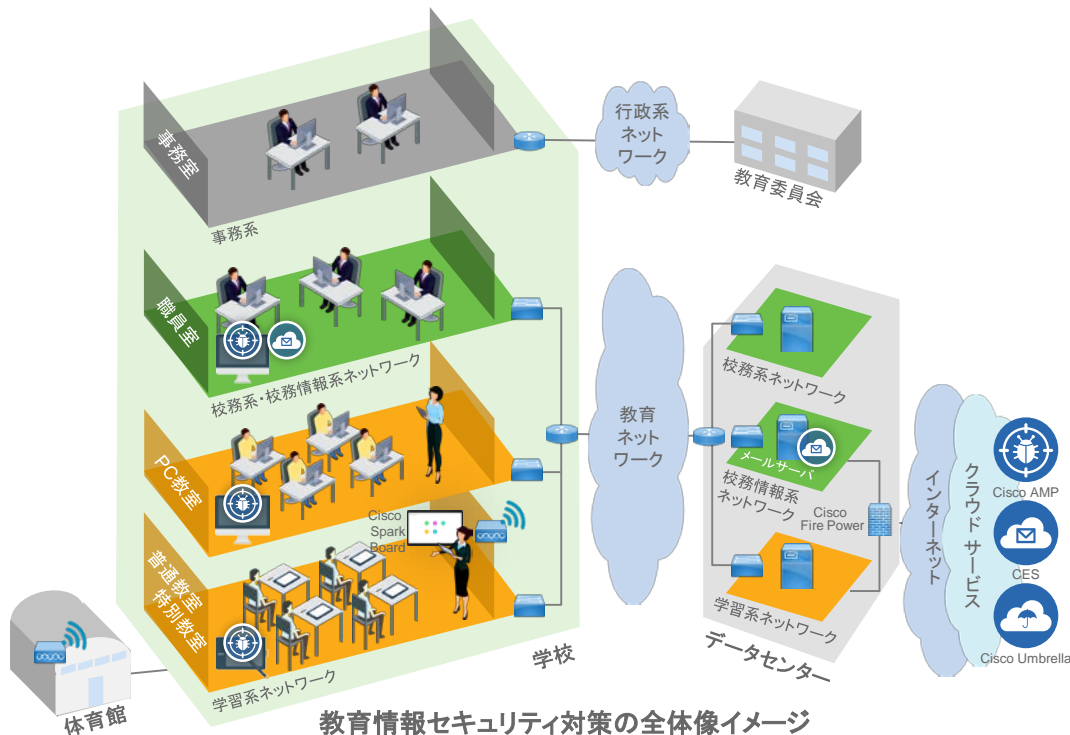 事務室
事務系
行政系
ネット
ワーク
教育委員会
職員室
校務系・校務情報系ネットワーク
PC教室
Cisco
Spark
Board
普通教室
特別教室
学習系ネットワーク
体育館
学校
教育
ネット
ワーク
校務系ネットワーク
メールサーバ
校務情報系
ネットワーク
Cisco
Fire Power
学習系ネットワーク
データセンター
インターネット
クラウド サービス
Cisco AMP
CES
Cisco Umbrella
教育情報セキュリティ対策の全体像イメージ